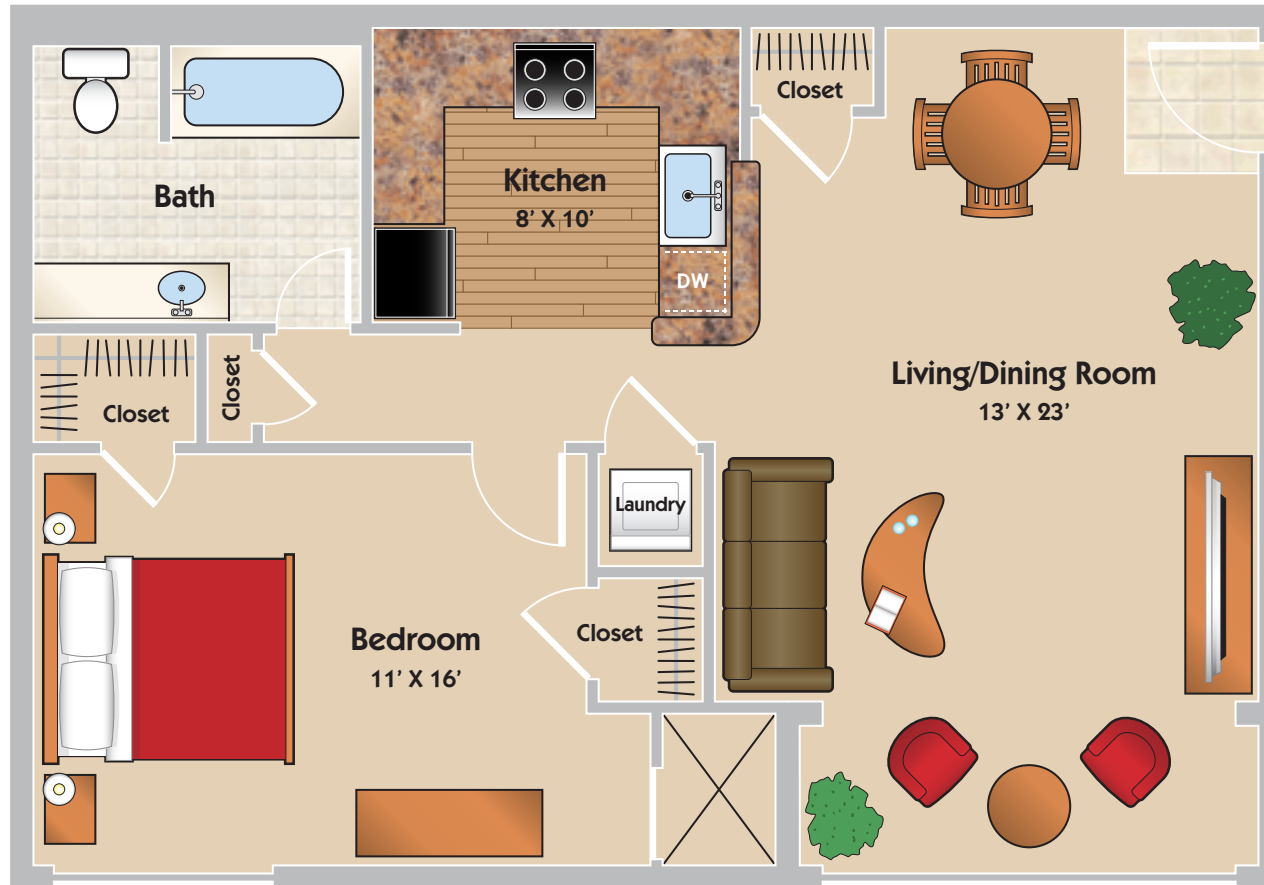 Closet
Bath
Kitchen
8' X 10'
DW
Closet
Closet
Living/Dining Room
13' X 23'
Laundry
Closet
Bedroom
11' X 16'